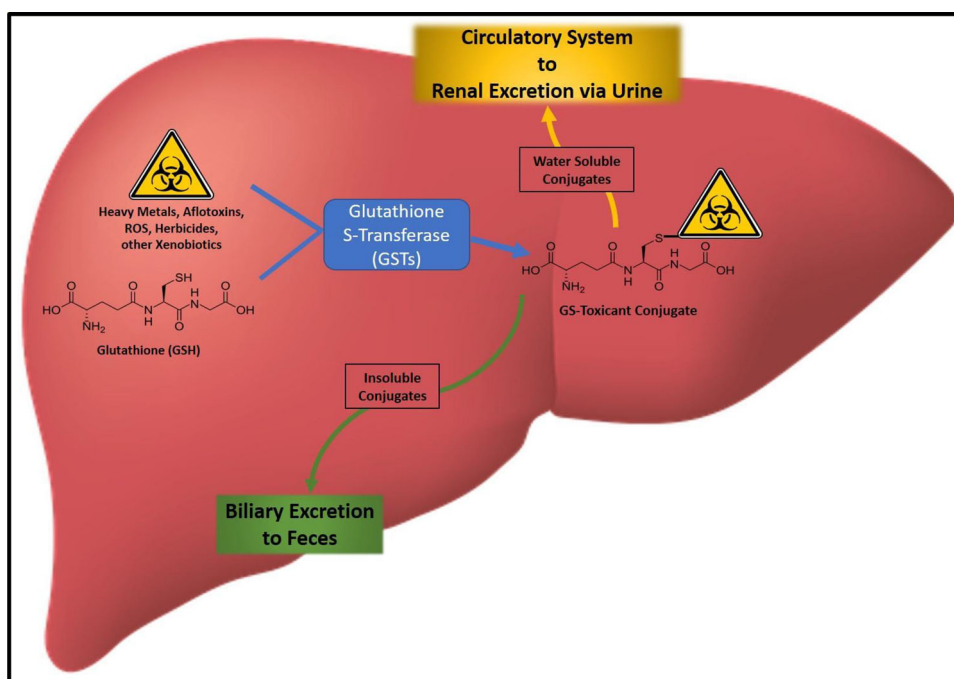 Circulatory System
to
Renal Excretion via Urine
Water Soluble
Conjugates
Heavy Metals, Aflotoxins,
ROS, Herbicides,
other Xenobiotics
Glutathione
S-Transferase
(GSTs)
O
O
SH
H
N
HO
N
H
OH
NH2
O
O
Glutathione (GSH)
O
O
S
H
N
HO
N
H
OH
NH2
O
O
GS-Toxicant Conjugate
Insoluble
Conjugates
Biliary Excretion
to Feces